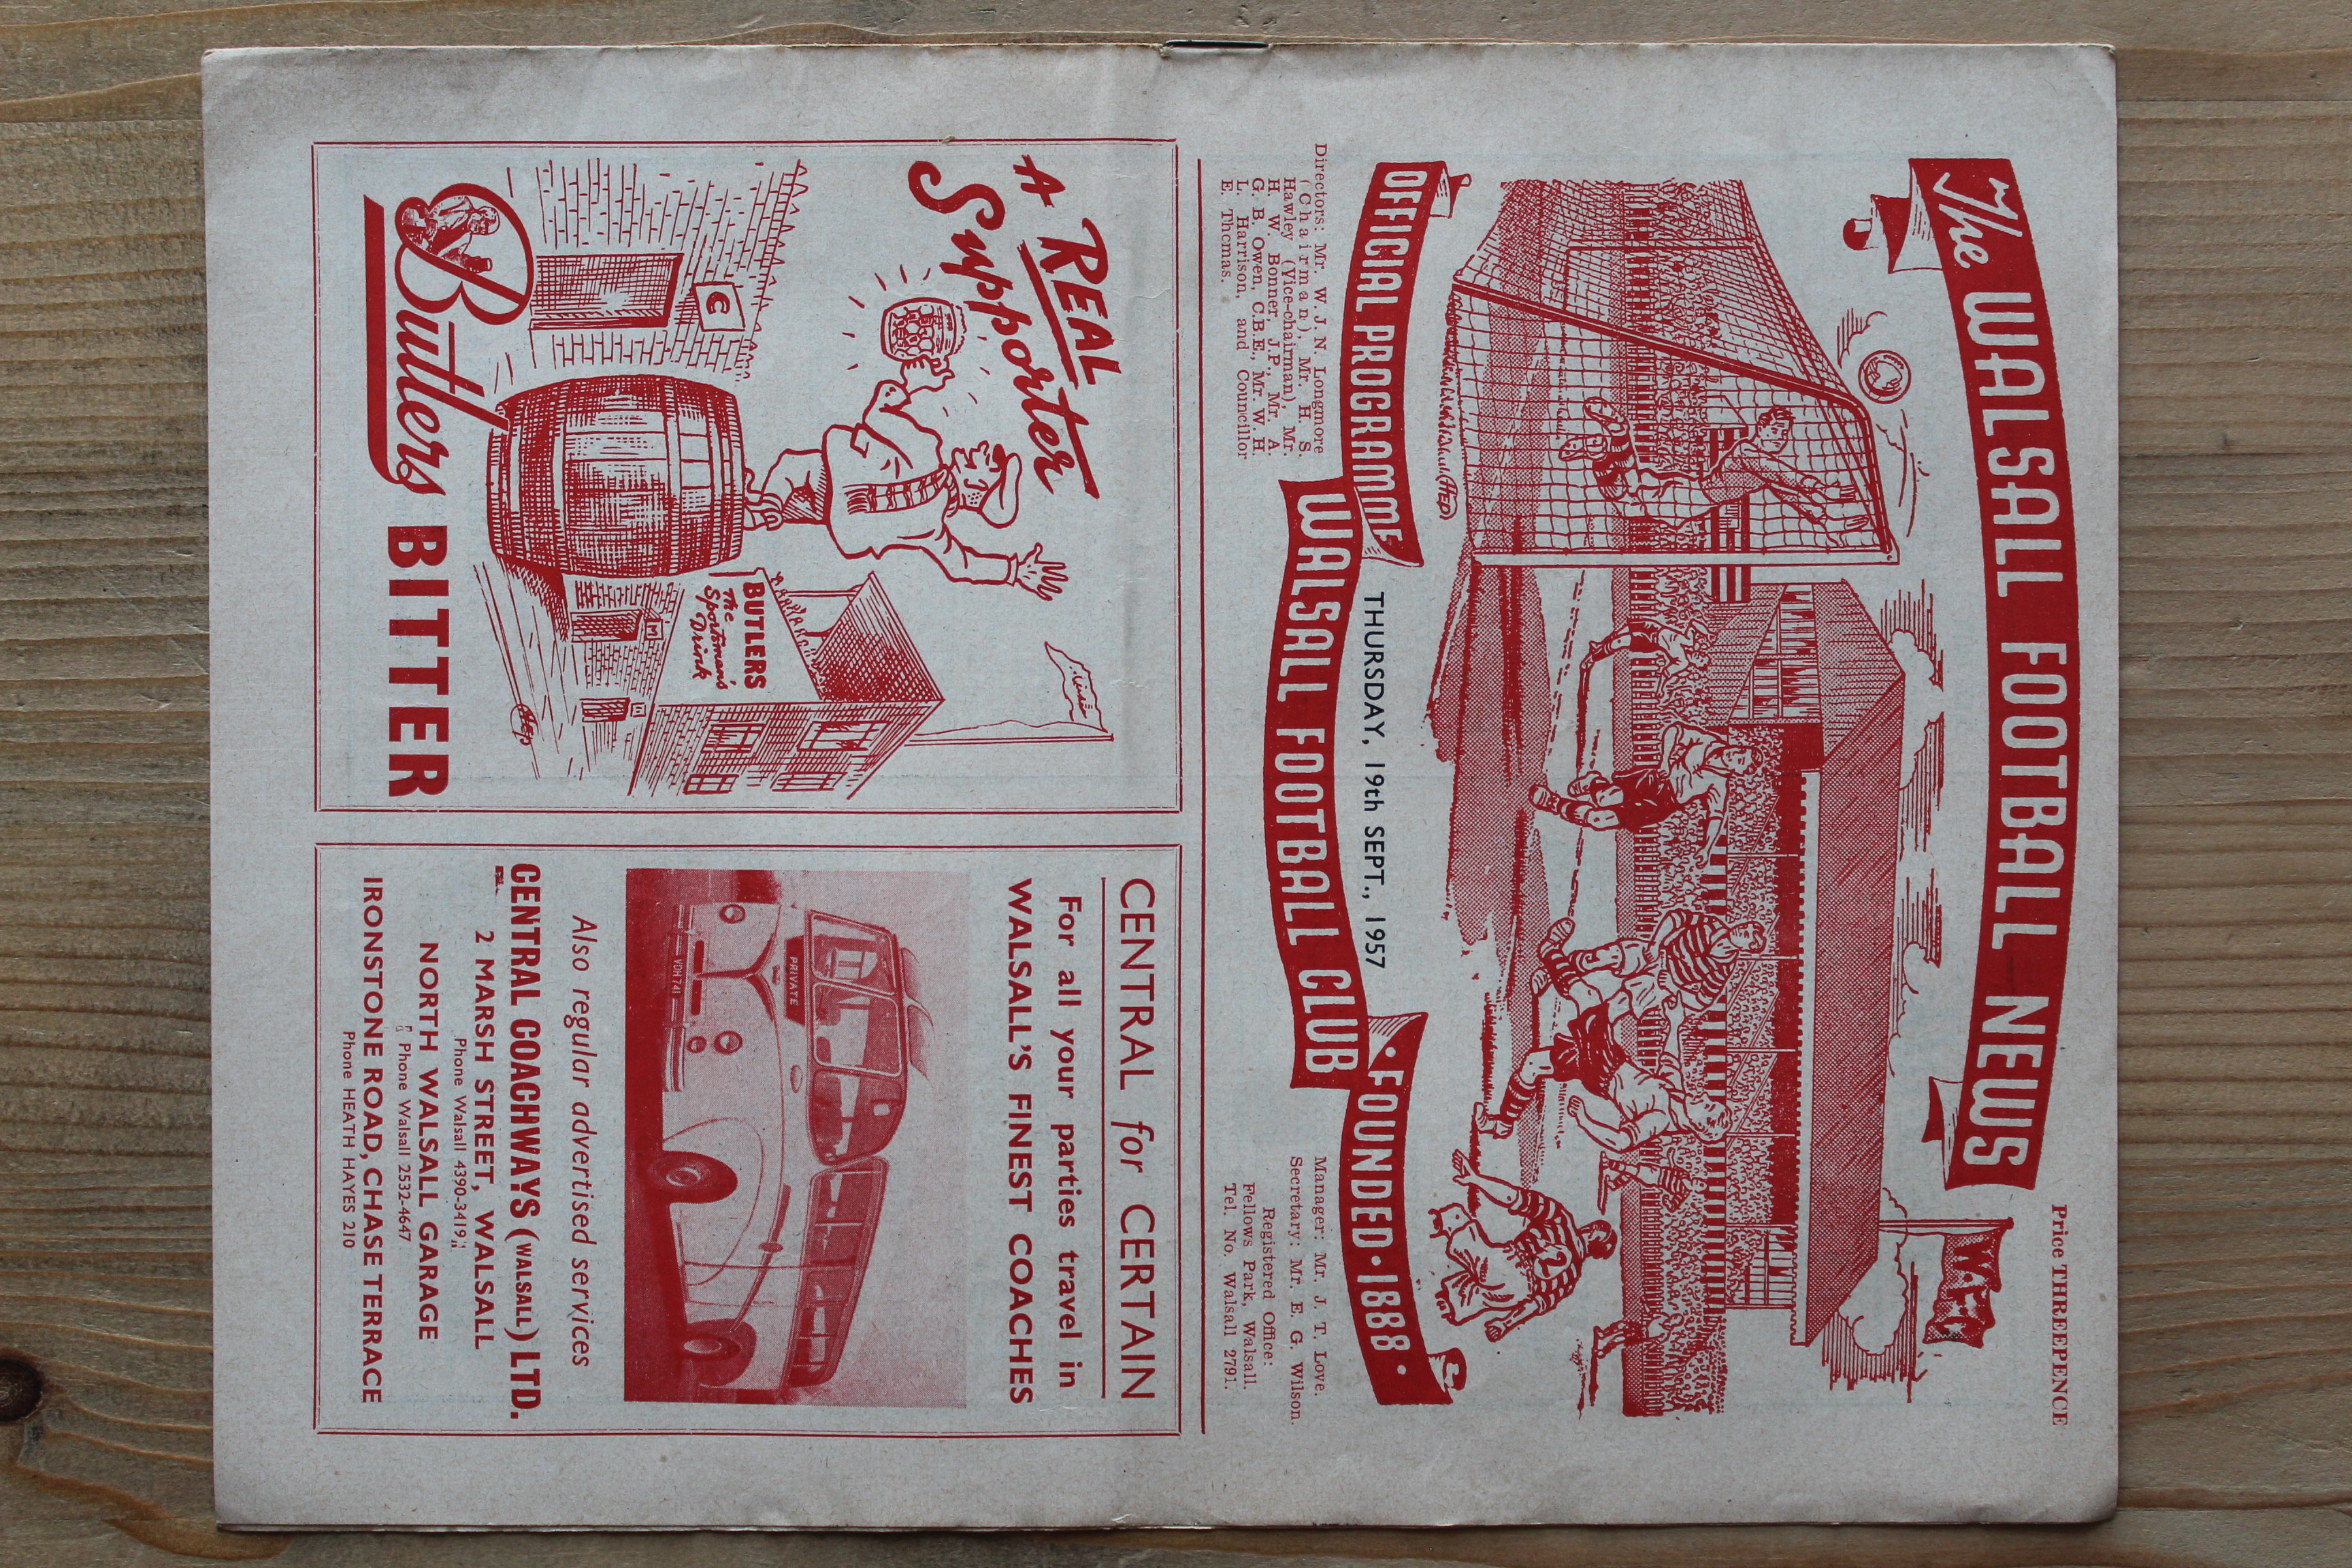 Price THREEPENCE
The WALSALL FOOTBALL NEWS
W.F.C.
2
HED
OFFICIAL PROGRAMME
THURSDAY, 19th SEPT., 1957
• FOUNDED • 1888 •
WALSALL FOOTBALL CLUB
Directors: Mr. W. J. N. Longmore
(Chairman), Mr. H. S.
Hawley (Vice-chairman), Mr.
H. W. Bonner, J.P., Mr. A.
G. B. Owen, C.B.E., Mr. W. H.
L. Harrison, and Councillor
E. Thomas.
Manager: Mr. J. T. Love.
Secretary: Mr. E. G. Wilson.
Registered Office:
Fellows Park, Walsall.
Tel. No. Walsall 2791.
A REAL
Supporter
BUTLERS
The
Sportsman's
Drink
C
M
Butlers BITTER
CENTRAL for CERTAIN
For all your parties travel in
WALSALL'S FINEST COACHES
PRIVATE
VDH 741
Also regular advertised services
CENTRAL COACHWAYS (WALSALL) LTD.
2 MARSH STREET, WALSALL
Phone Walsall 4390-3419
NORTH WALSALL GARAGE
Phone Walsall 2532-4647
IRONSTONE ROAD, CHASE TERRACE
Phone HEATH HAYES 210